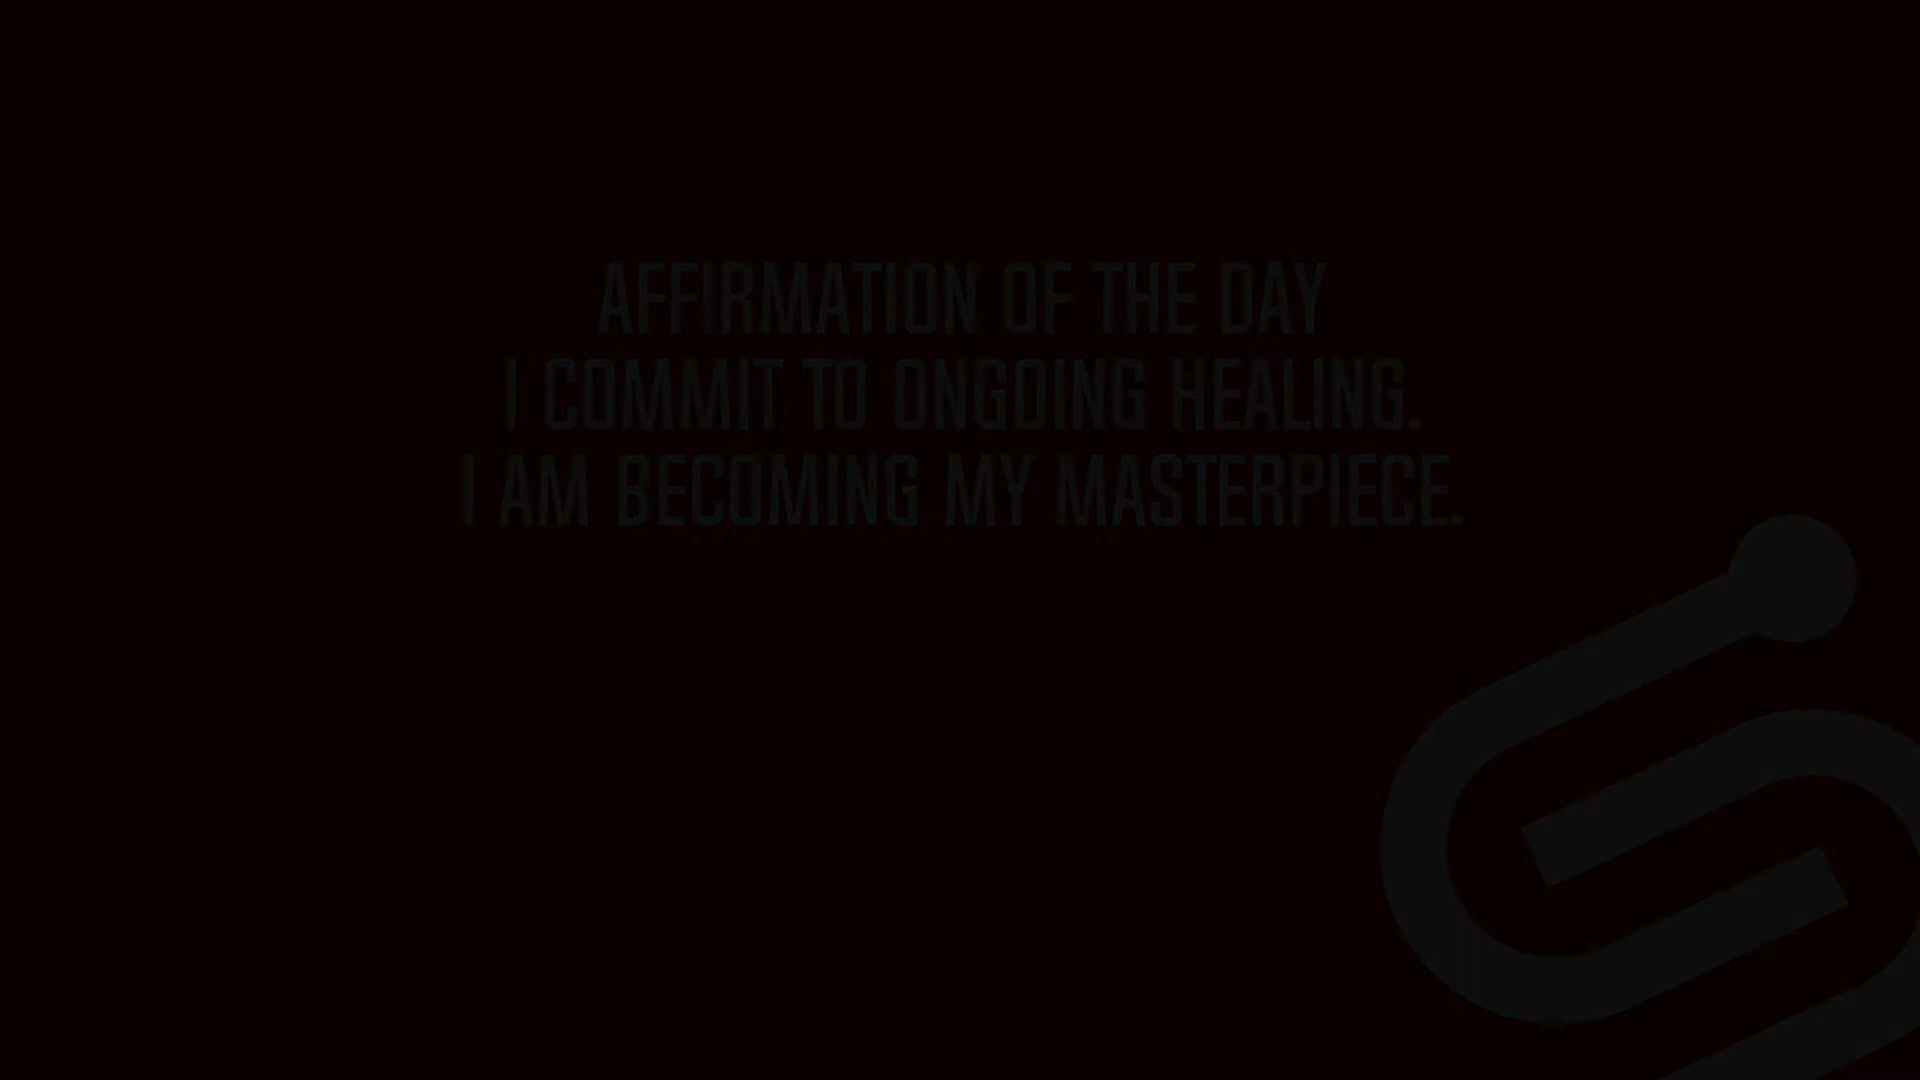 AFFIRMATION OF THE DAY
I COMMIT TO ONGOING HEALING.
I AM BECOMING MY MASTERPIECE.